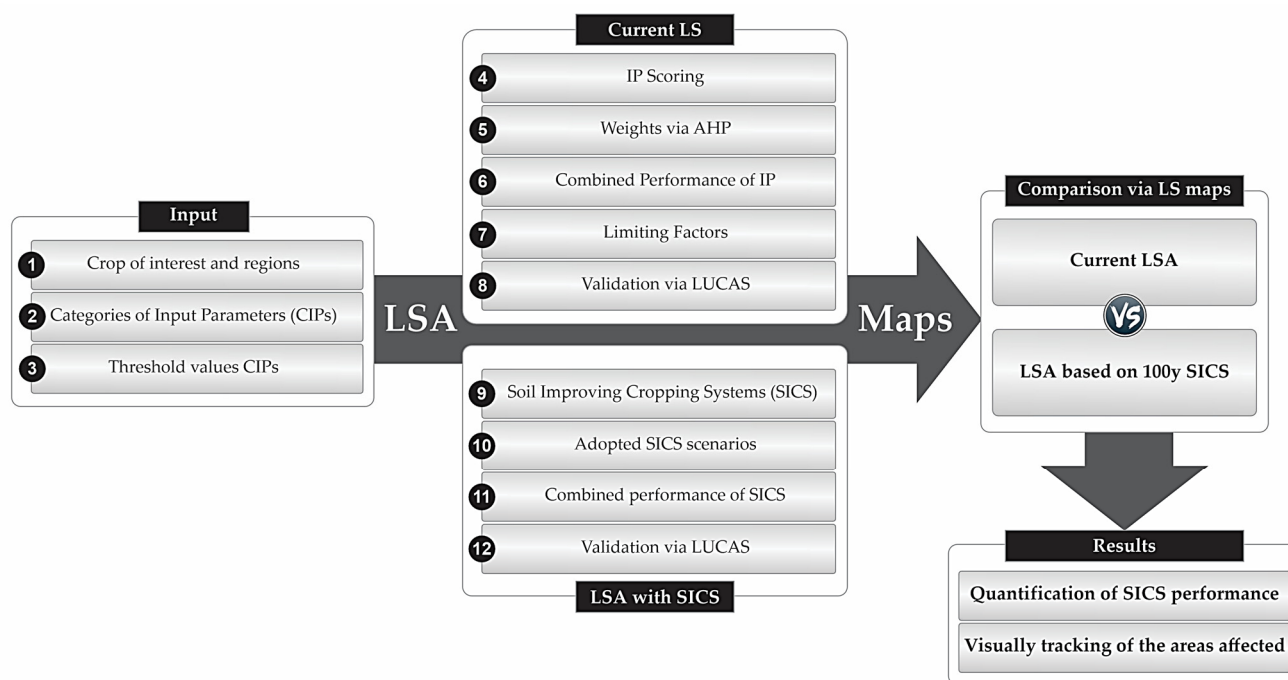 Input
1 Crop of interest and regions
2 Categories of Input Parameters (CIPs)
3 Threshold values CIPs
LSA
Current LS
4 IP Scoring
5 Weights via AHP
6 Combined Performance of IP
7 Limiting Factors
8 Validation via LUCAS
9 Soil Improving Cropping Systems (SICS)
10 Adopted SICS scenarios
11 Combined performance of SICS
12 Validation via LUCAS
LSA with SICS
Maps
Comparison via LS maps
Current LSA
VS
LSA based on 100y SICS
Results
Quantification of SICS performance
Visually tracking of the areas affected